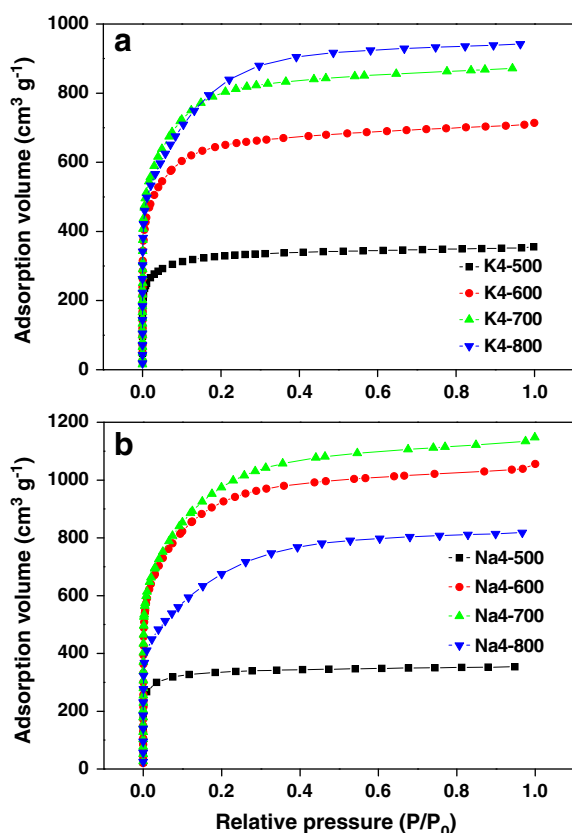 a
Adsorption volume (cm³ g⁻¹)
1000
800
600
400
200
0
K4-500
K4-600
K4-700
K4-800
0.0 0.2 0.4 0.6 0.8 1.0
b
Adsorption volume (cm³ g⁻¹)
1200
1000
800
600
400
200
0
Na4-500
Na4-600
Na4-700
Na4-800
0.0 0.2 0.4 0.6 0.8 1.0
Relative pressure (P/P₀)